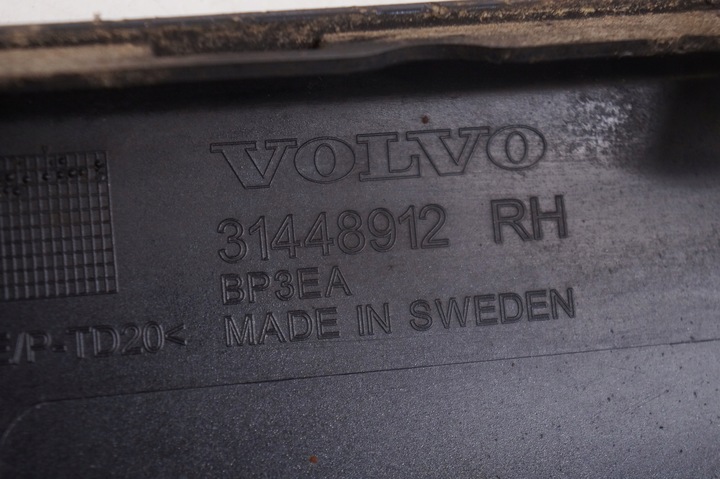 VOLVO
31448912 RH
BP3EA
MADE IN SWEDEN
E/P-TD20<